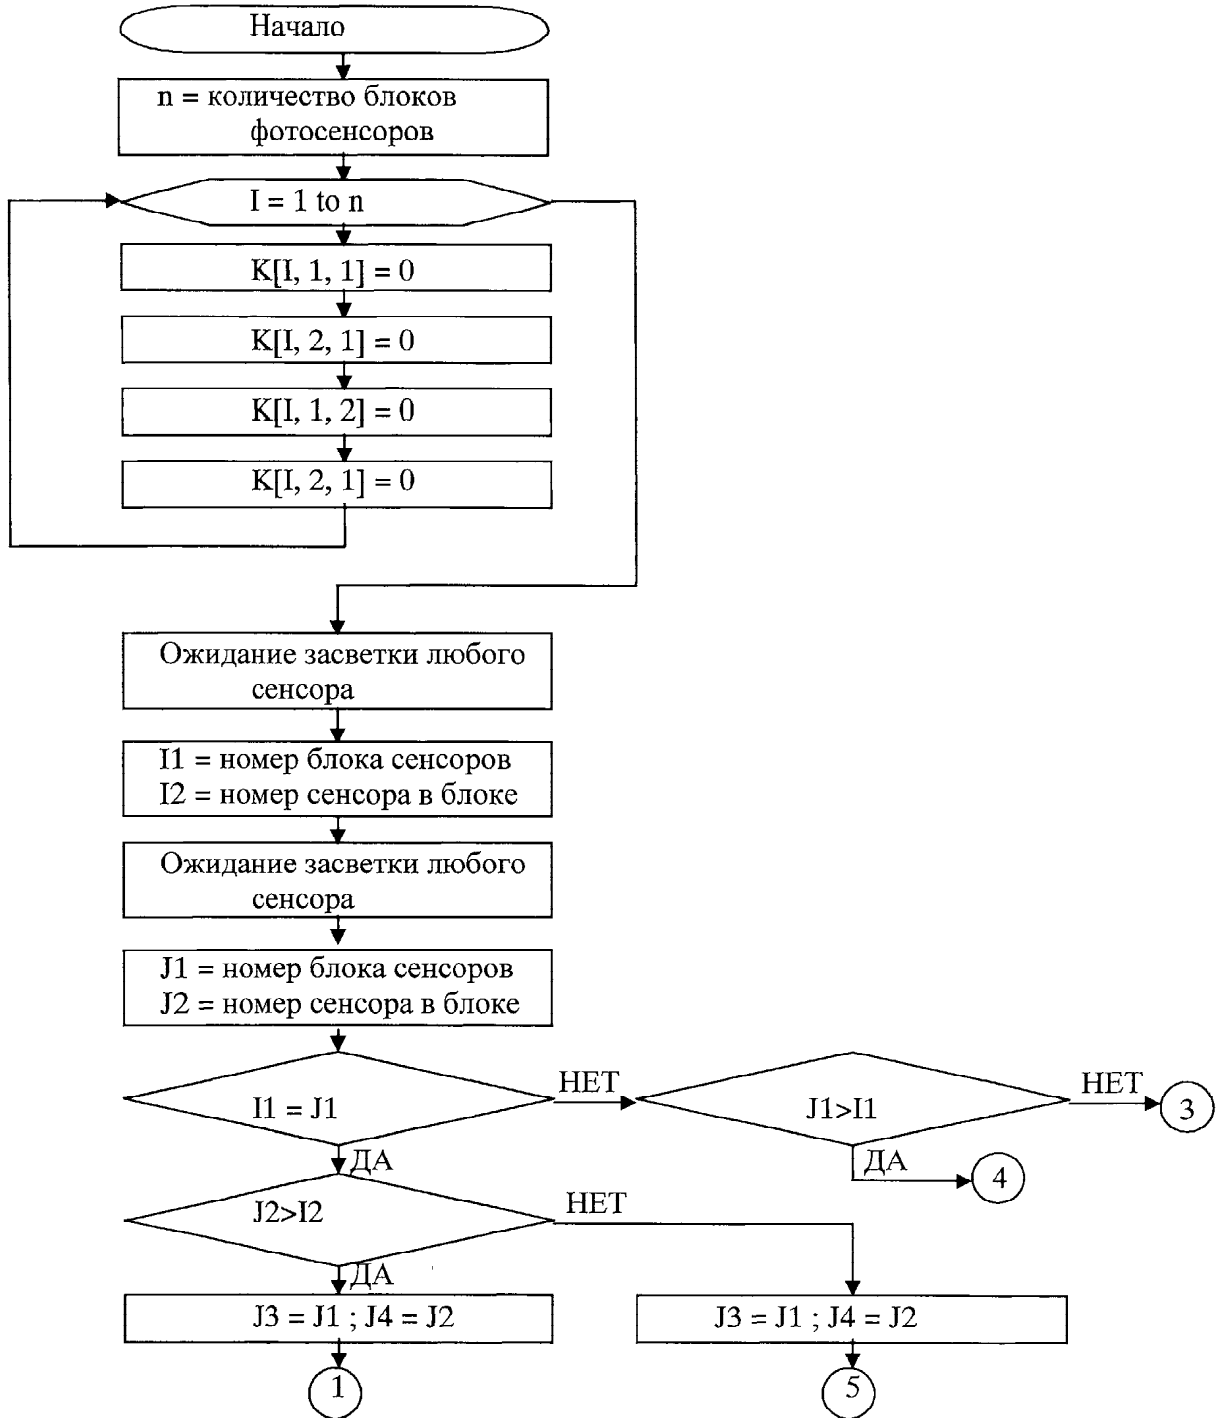 Начало
n = количество блоков
фотосенсоров
I = 1 to n
K[I, 1, 1] = 0
K[I, 2, 1] = 0
K[I, 1, 2] = 0
K[I, 2, 1] = 0
Ожидание засветки любого
сенсора
I1 = номер блока сенсоров
I2 = номер сенсора в блоке
Ожидание засветки любого
сенсора
J1 = номер блока сенсоров
J2 = номер сенсора в блоке
I1 = J1
НЕТ
J1>I1
НЕТ
3
ДА
ДА
4
J2>I2
НЕТ
ДА
J3 = J1 ; J4 = J2
J3 = J1 ; J4 = J2
1
5